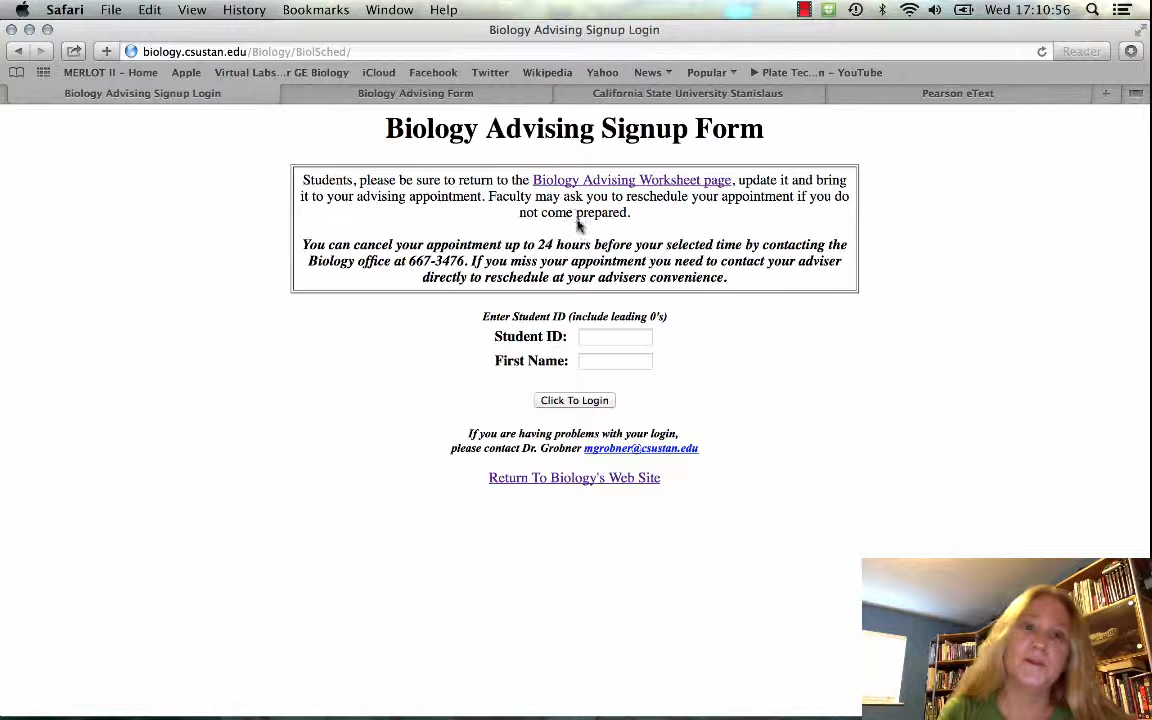 Safari File Edit View History Bookmarks Window Help Wed 17:10:56
Biology Advising Signup Login
biology.csustan.edu/Biology/BiolSched/ Reader
MERLOT II - Home Apple Virtual Labs...r GE Biology iCloud Facebook Twitter Wikipedia Yahoo News Popular Plate Tec...n - YouTube
Biology Advising Signup Login Biology Advising Form California State University Stanislaus Pearson eText
Biology Advising Signup Form
Students, please be sure to return to the Biology Advising Worksheet page, update it and bring
it to your advising appointment. Faculty may ask you to reschedule your appointment if you do
not come prepared.
You can cancel your appointment up to 24 hours before your selected time by contacting the
Biology office at 667-3476. If you miss your appointment you need to contact your adviser
directly to reschedule at your advisers convenience.
Enter Student ID (include leading 0's)
Student ID:
First Name:
Click To Login
If you are having problems with your login,
please contact Dr. Grobner mgrobner@csustan.edu
Return To Biology's Web Site